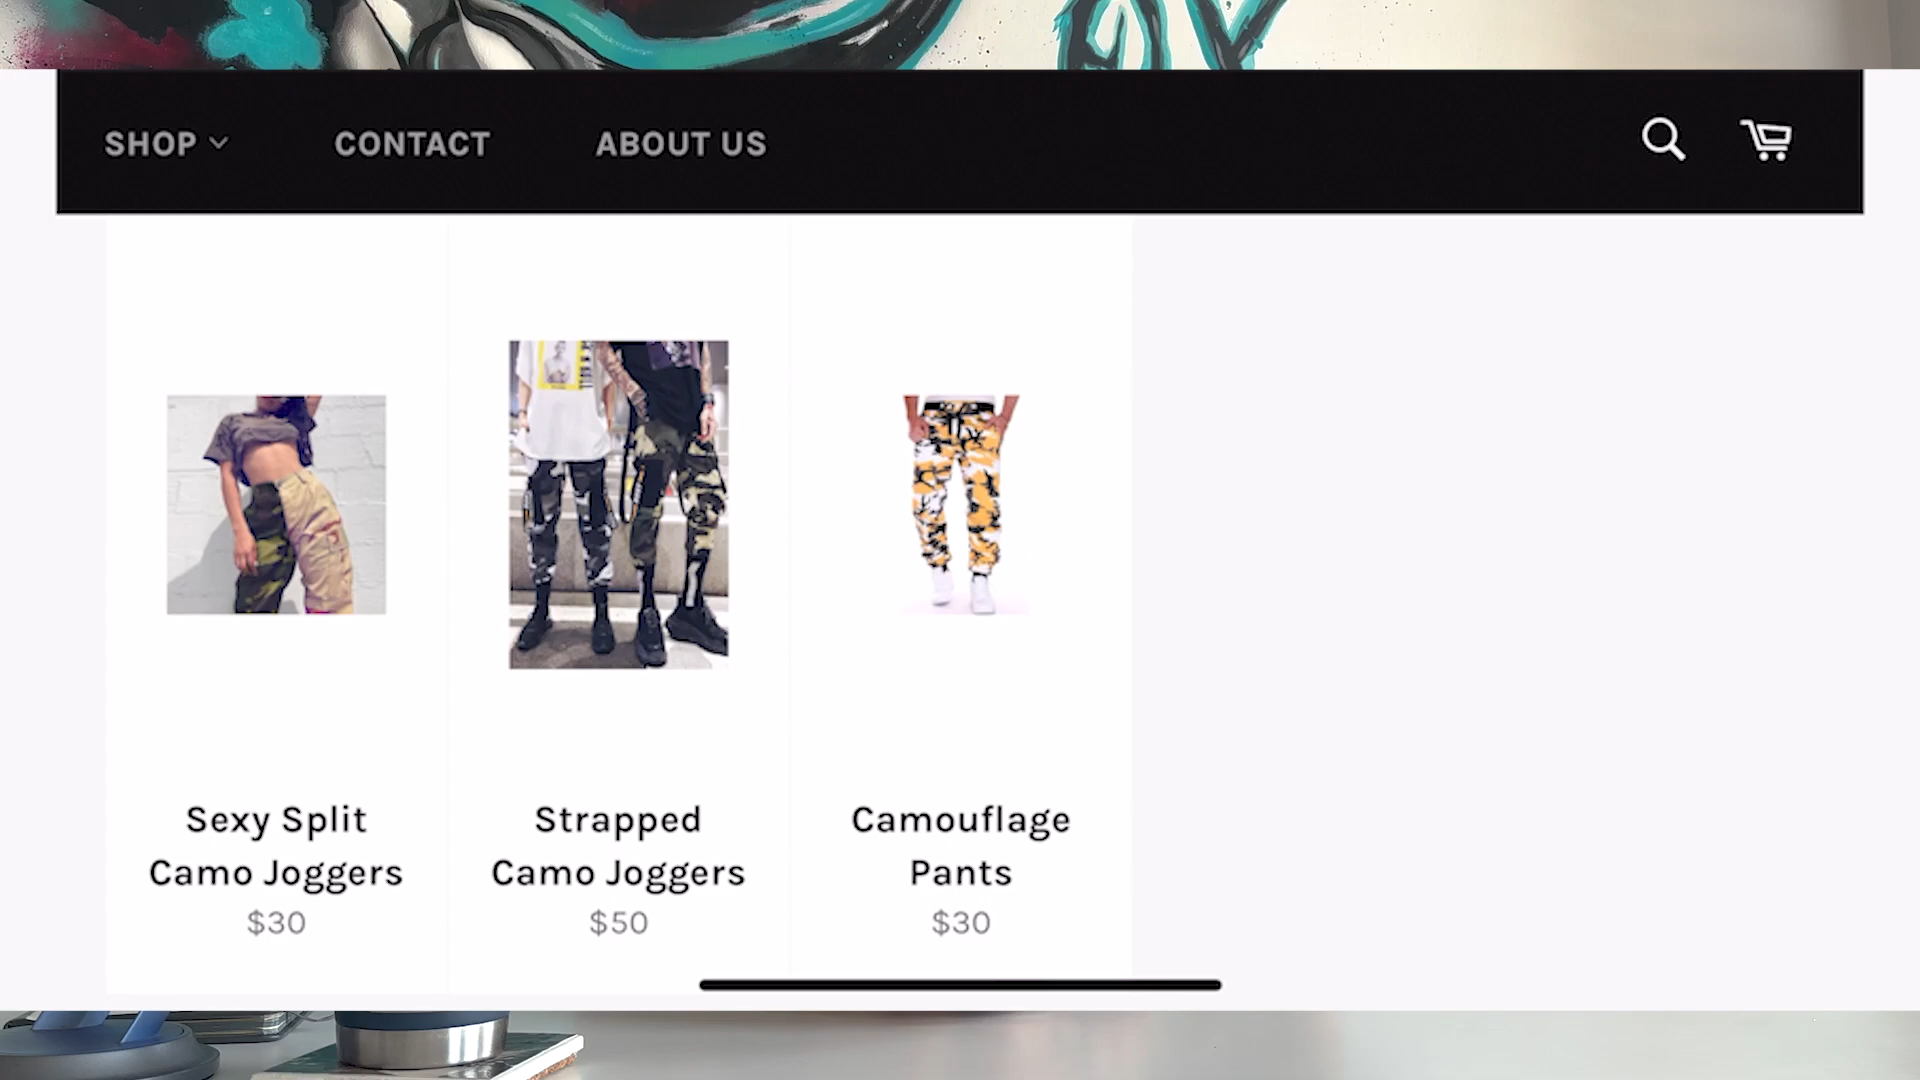 SHOP
CONTACT
ABOUT US
Sexy Split
Camo Joggers
$30
Strapped
Camo Joggers
$50
Camouflage
Pants
$30